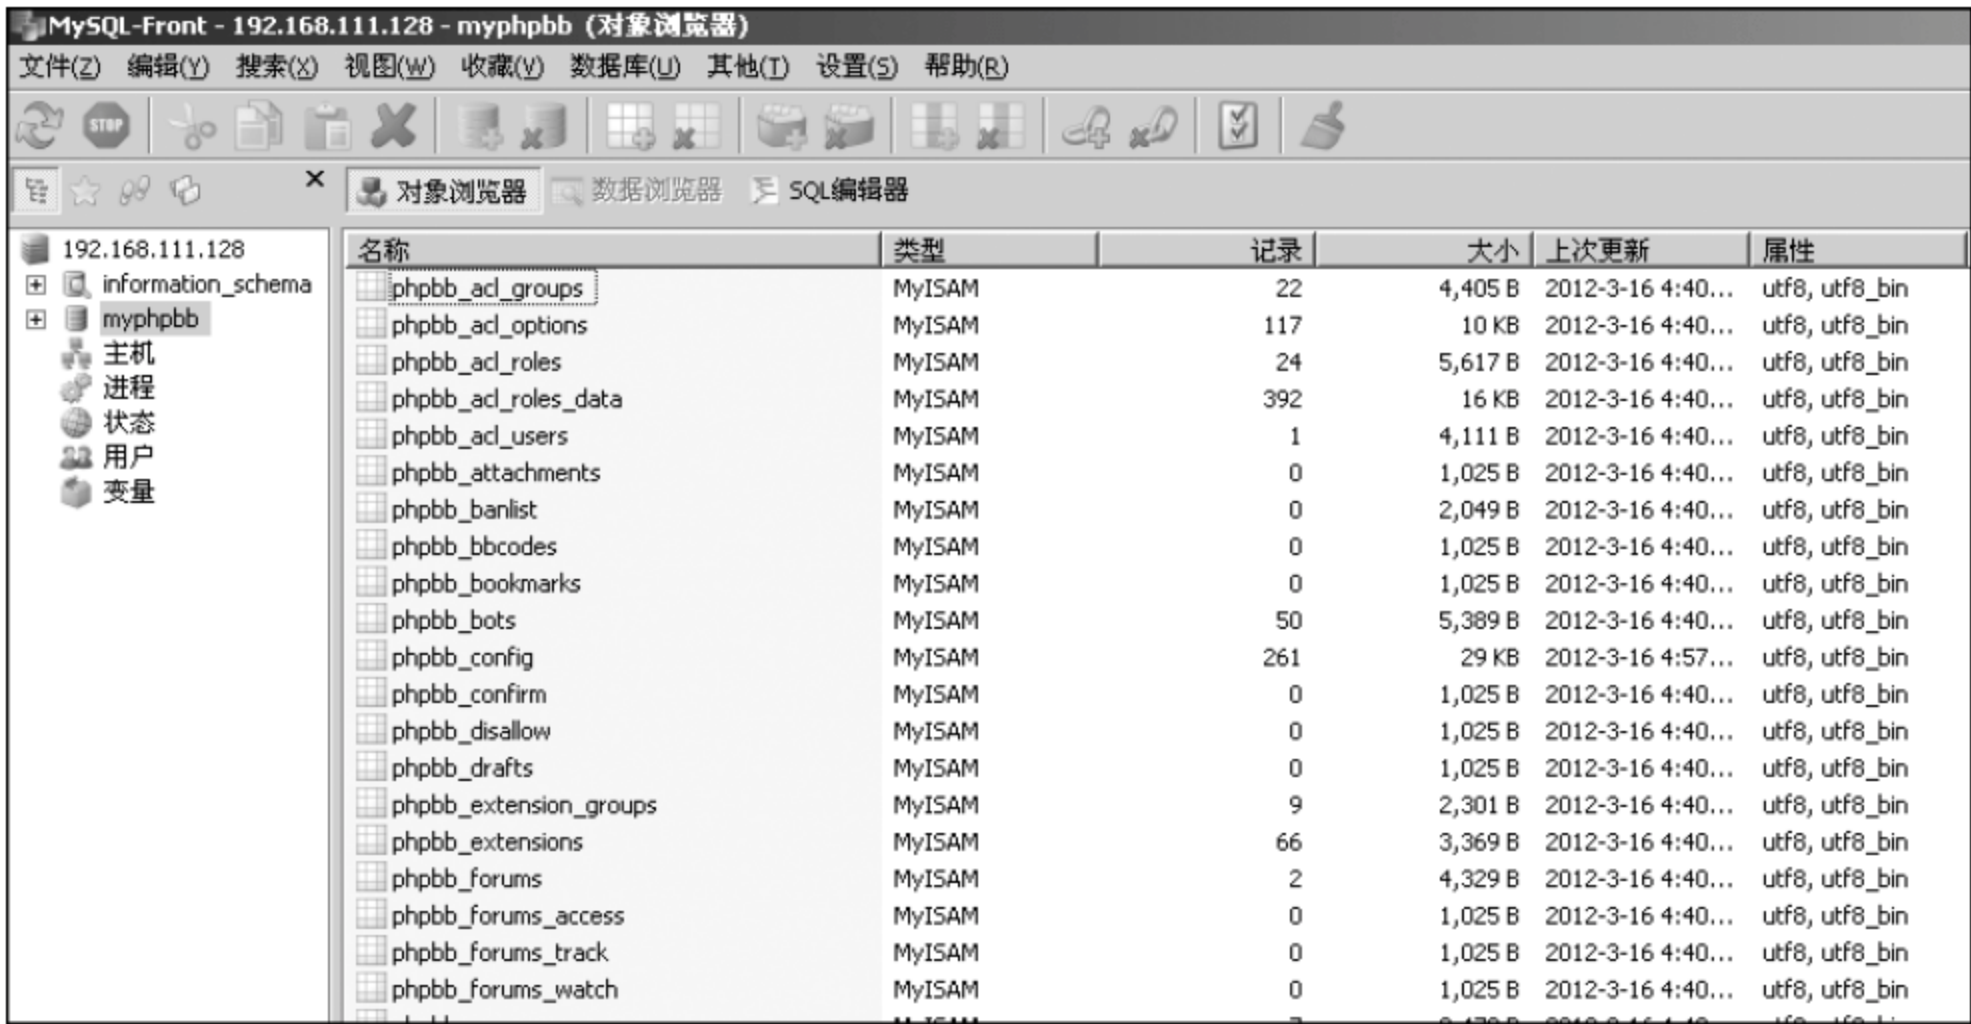 MySQL-Front - 192.168.111.128 - myphpbb (对象浏览器)
文件(Z) 编辑(Y) 搜索(X) 视图(W) 收藏(V) 数据库(U) 其他(T) 设置(S) 帮助(R)
STOP
对象浏览器 数据浏览器 SQL编辑器
192.168.111.128
information_schema
myphpbb
主机
进程
状态
用户
变量
名称 类型 记录 大小 上次更新 属性
phpbb_acl_groups MyISAM 22 4,405 B 2012-3-16 4:40... utf8, utf8_bin
phpbb_acl_options MyISAM 117 10 KB 2012-3-16 4:40... utf8, utf8_bin
phpbb_acl_roles MyISAM 24 5,617 B 2012-3-16 4:40... utf8, utf8_bin
phpbb_acl_roles_data MyISAM 392 16 KB 2012-3-16 4:40... utf8, utf8_bin
phpbb_acl_users MyISAM 1 4,111 B 2012-3-16 4:40... utf8, utf8_bin
phpbb_attachments MyISAM 0 1,025 B 2012-3-16 4:40... utf8, utf8_bin
phpbb_banlist MyISAM 0 2,049 B 2012-3-16 4:40... utf8, utf8_bin
phpbb_bbcodes MyISAM 0 1,025 B 2012-3-16 4:40... utf8, utf8_bin
phpbb_bookmarks MyISAM 0 1,025 B 2012-3-16 4:40... utf8, utf8_bin
phpbb_bots MyISAM 50 5,389 B 2012-3-16 4:40... utf8, utf8_bin
phpbb_config MyISAM 261 29 KB 2012-3-16 4:57... utf8, utf8_bin
phpbb_confirm MyISAM 0 1,025 B 2012-3-16 4:40... utf8, utf8_bin
phpbb_disallow MyISAM 0 1,025 B 2012-3-16 4:40... utf8, utf8_bin
phpbb_drafts MyISAM 0 1,025 B 2012-3-16 4:40... utf8, utf8_bin
phpbb_extension_groups MyISAM 9 2,301 B 2012-3-16 4:40... utf8, utf8_bin
phpbb_extensions MyISAM 66 3,369 B 2012-3-16 4:40... utf8, utf8_bin
phpbb_forums MyISAM 2 4,329 B 2012-3-16 4:40... utf8, utf8_bin
phpbb_forums_access MyISAM 0 1,025 B 2012-3-16 4:40... utf8, utf8_bin
phpbb_forums_track MyISAM 0 1,025 B 2012-3-16 4:40... utf8, utf8_bin
phpbb_forums_watch MyISAM 0 1,025 B 2012-3-16 4:40... utf8, utf8_bin